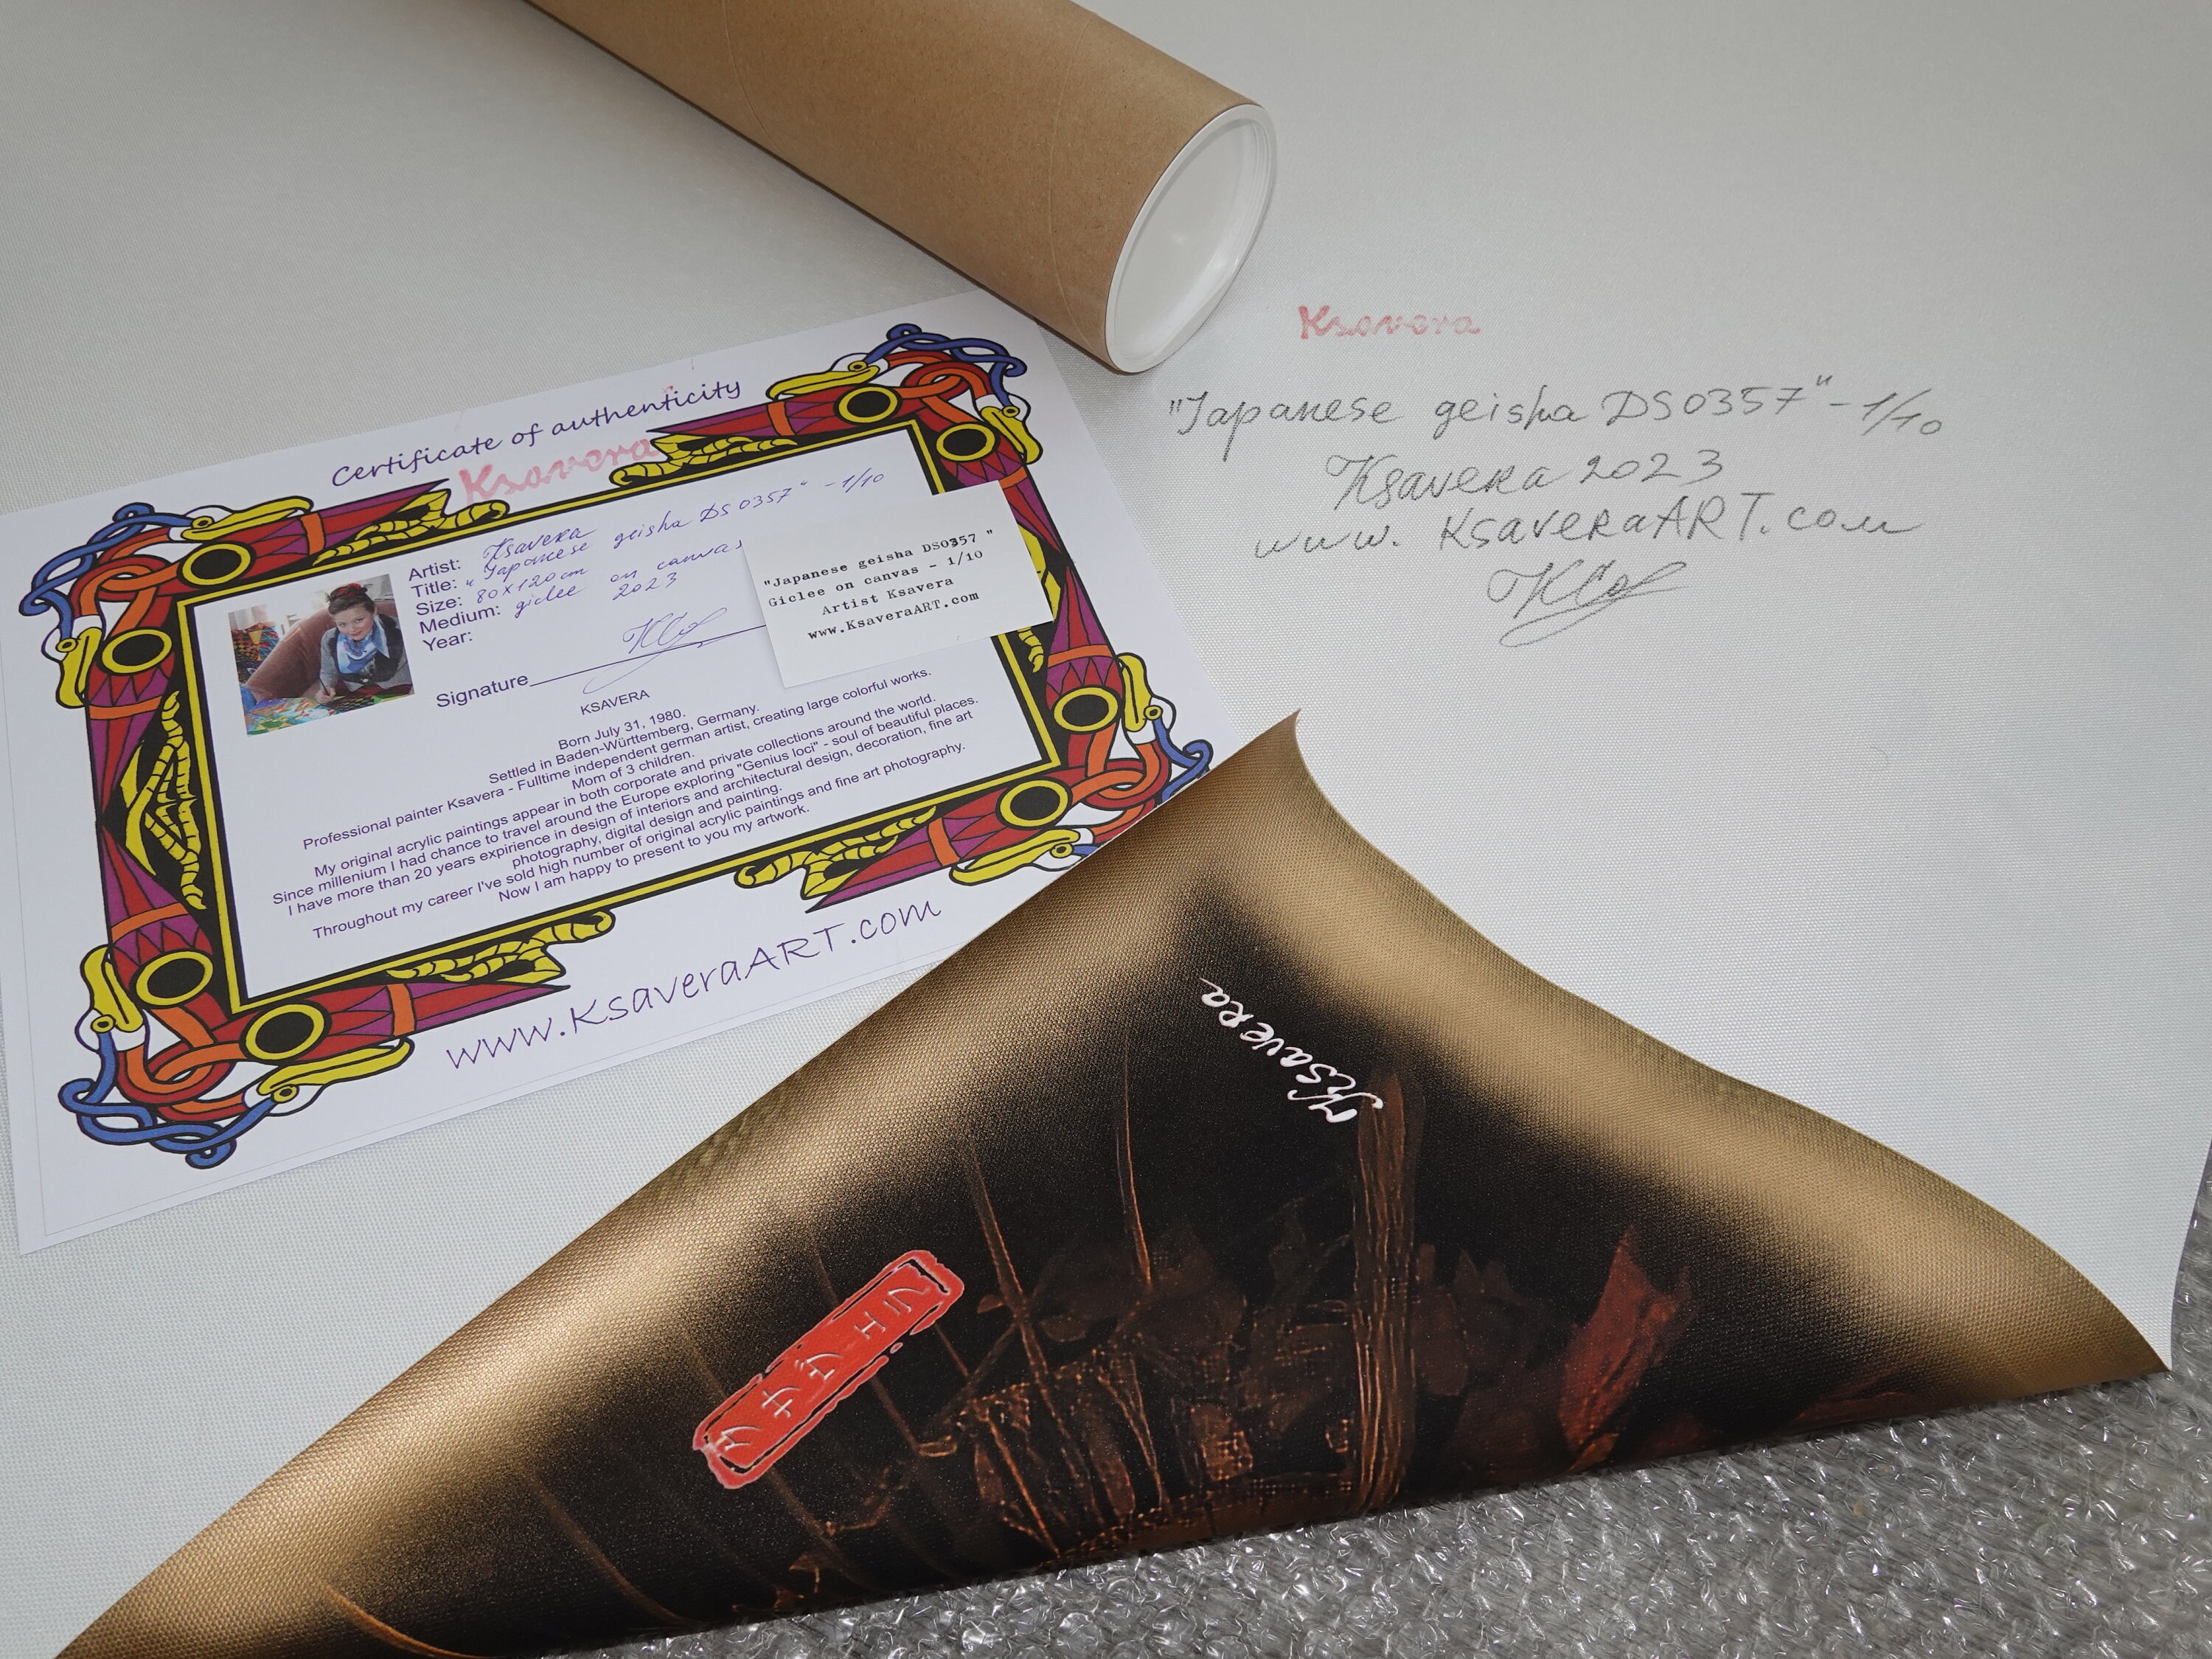 Certificate of authenticity
Ksavera
Artist: Ksavera
Title: "Japanese geisha DS0357" - 1/10
Size: 80x120cm
Medium: giclee on canvas
Year: 2023
Signature
KSAVERA
Born July 31, 1980.
Settled in Baden-Württemberg, Germany.
Professional painter Ksavera - Fulltime independent german artist, creating large colorful works.
Mom of 3 children.
My original acrylic paintings appear in both corporate and private collections around the world.
Since millenium I had chance to travel around the Europe exploring "Genius loci" - soul of beautiful places.
I have more than 20 years expirience in design of interiors and architectural design, decoration, fine art
photography, digital design and painting.
Throughout my career I've sold high number of original acrylic paintings and fine art photography.
Now I am happy to present to you my artwork.
www.KsaveraART.com
"Japanese geisha DS0357 "
Giclee on canvas - 1/10
Artist Ksavera
www.KsaveraART.com
Ksavera
"Japanese geisha DS0357" - 1/10
Ksavera 2023
www.KsaveraART.com
Ksavera